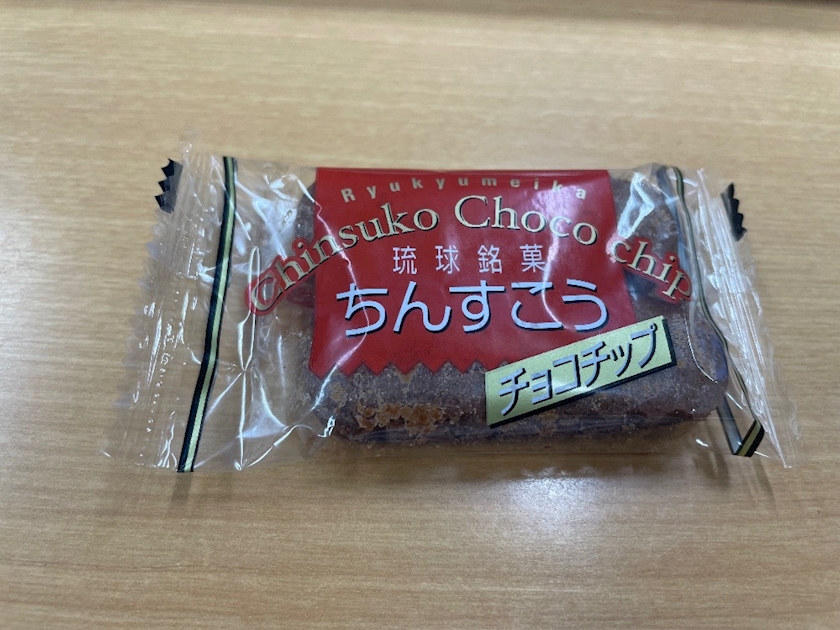 Ryukyumeika
Chinsuko Choco chip
琉球銘菓
ちんすこう
チョコチップ